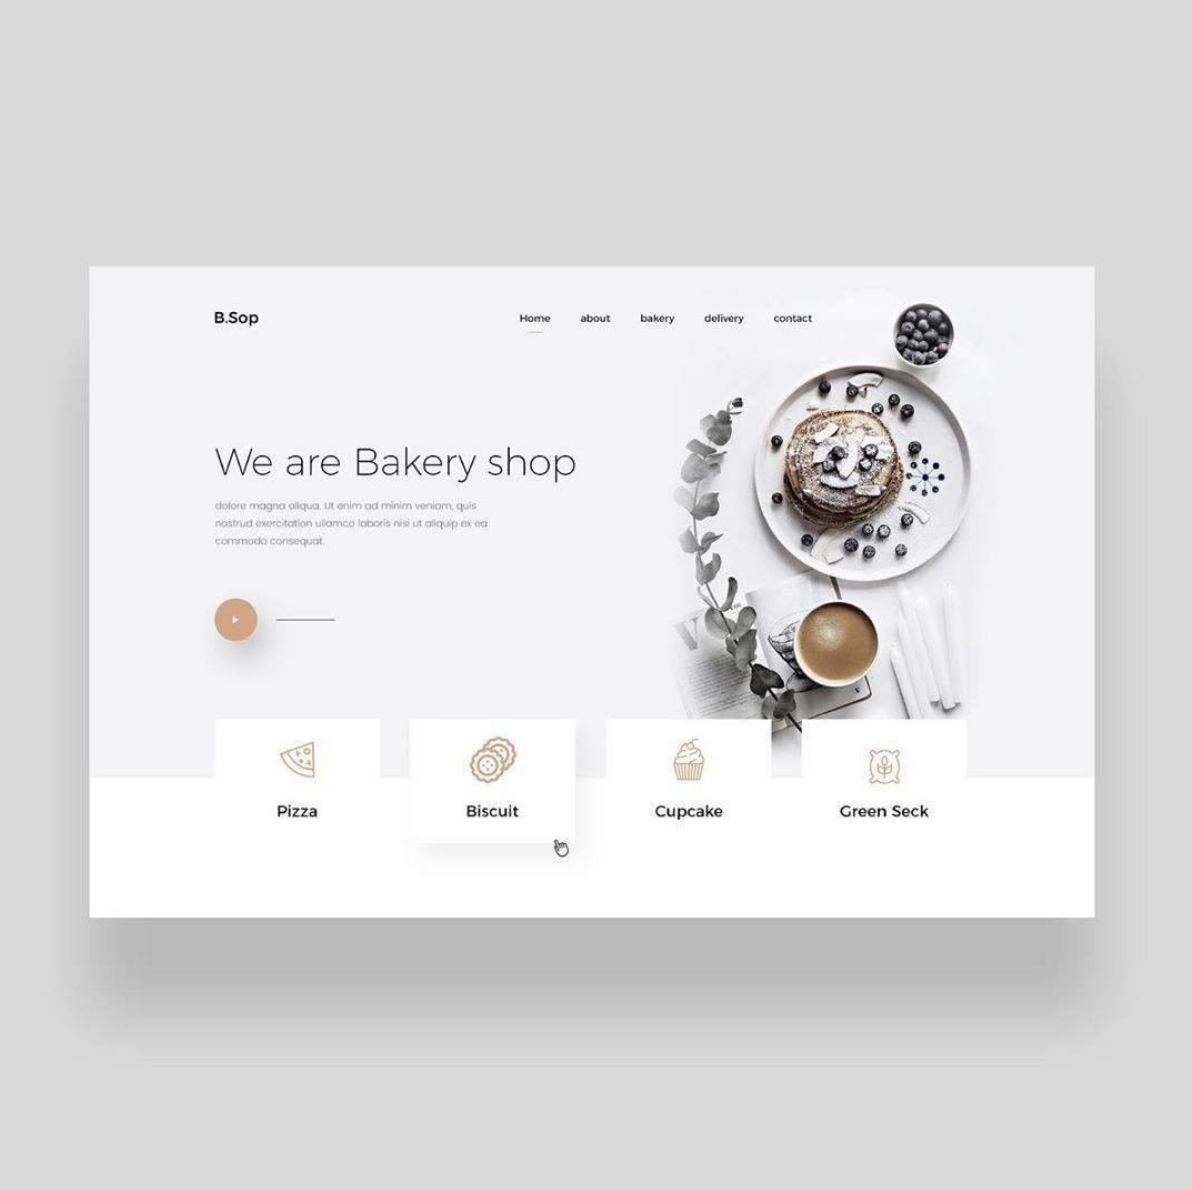 B.Sop
Home about bakery delivery contact
We are Bakery shop
dolore magna aliqua. Ut enim ad minim veniam, quis
nostrud exercitation ullamco laboris nisi ut aliquip ex ea
commodo consequat.
Pizza Biscuit Cupcake Green Seck